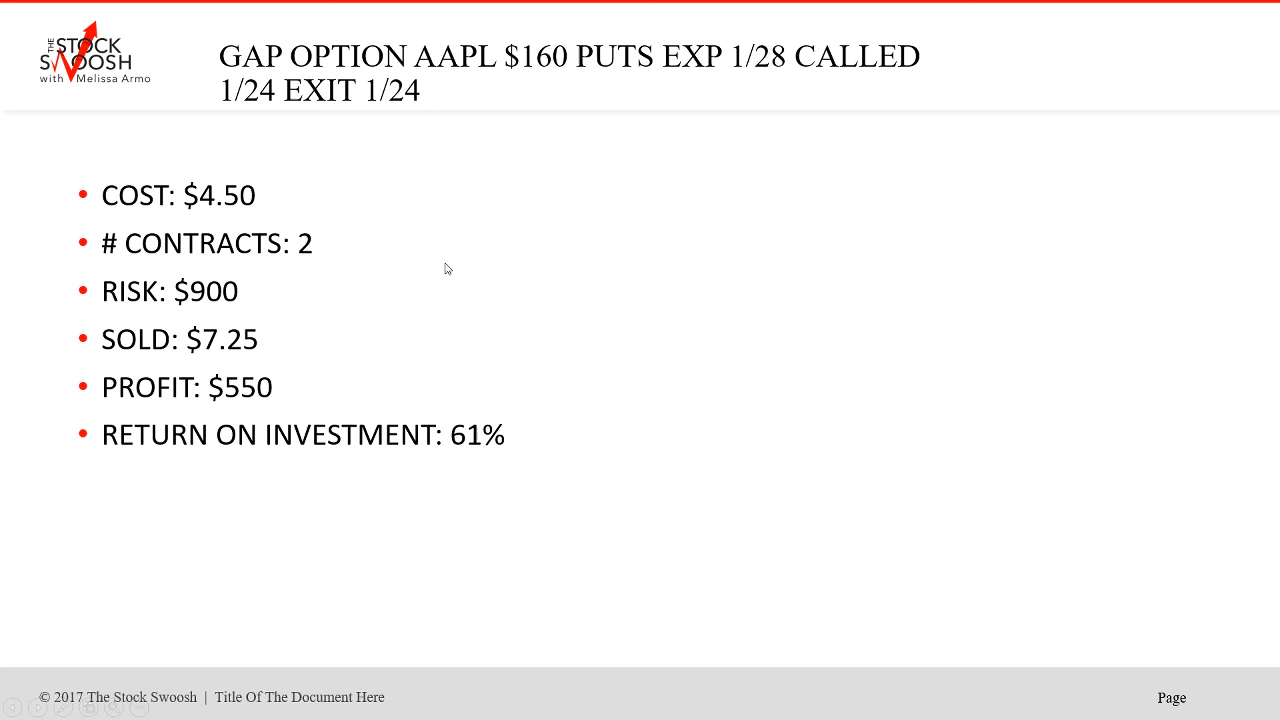 THE
STOCK
SWOOSH
with Melissa Armo
GAP OPTION AAPL $160 PUTS EXP 1/28 CALLED
1/24 EXIT 1/24
• COST: $4.50
• # CONTRACTS: 2
• RISK: $900
• SOLD: $7.25
• PROFIT: $550
• RETURN ON INVESTMENT: 61%
© 2017 The Stock Swoosh | Title Of The Document Here
Page